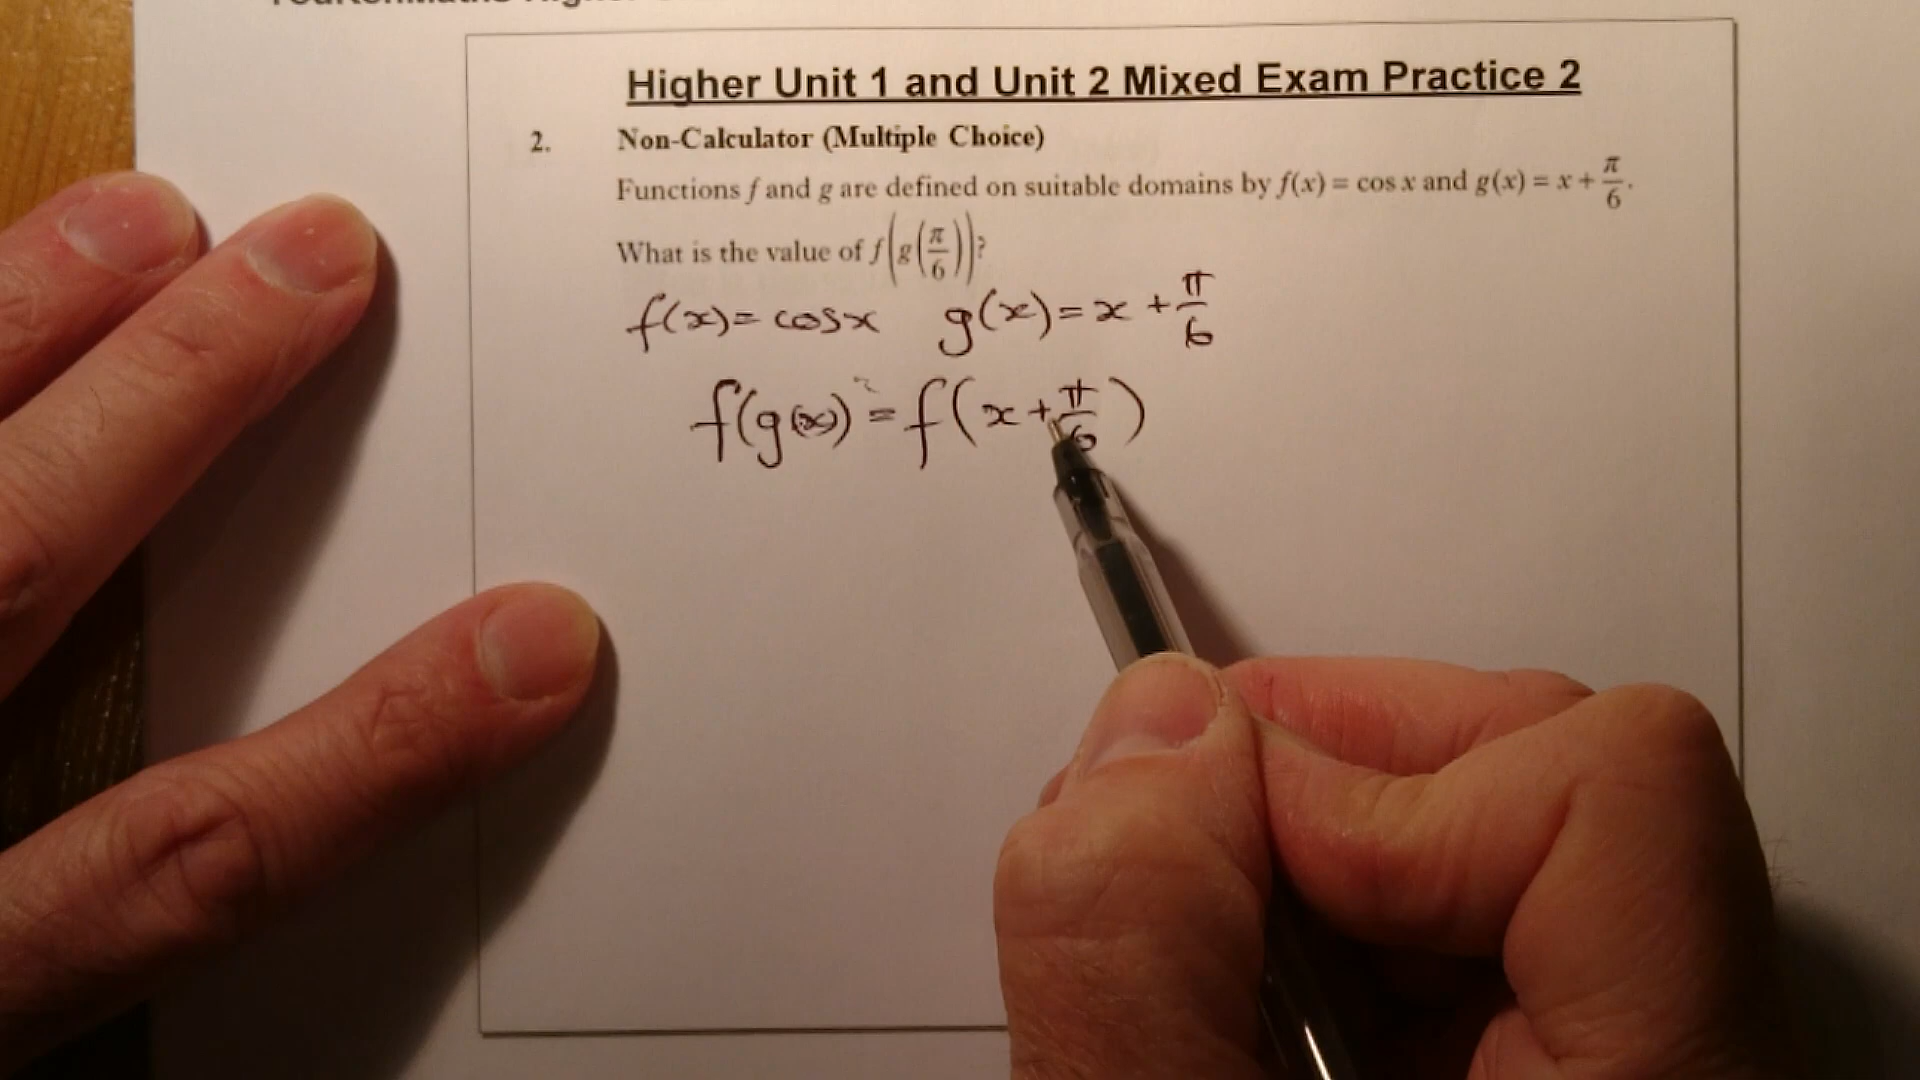 Higher Unit 1 and Unit 2 Mixed Exam Practice 2
2. Non-Calculator (Multiple Choice)
Functions f and g are defined on suitable domains by f(x) = cos x and g(x) = x + π/6.
What is the value of f(g(π/6))?
f(x) = cosx g(x) = x + π/6
f(g(x) = f(x + π/6)